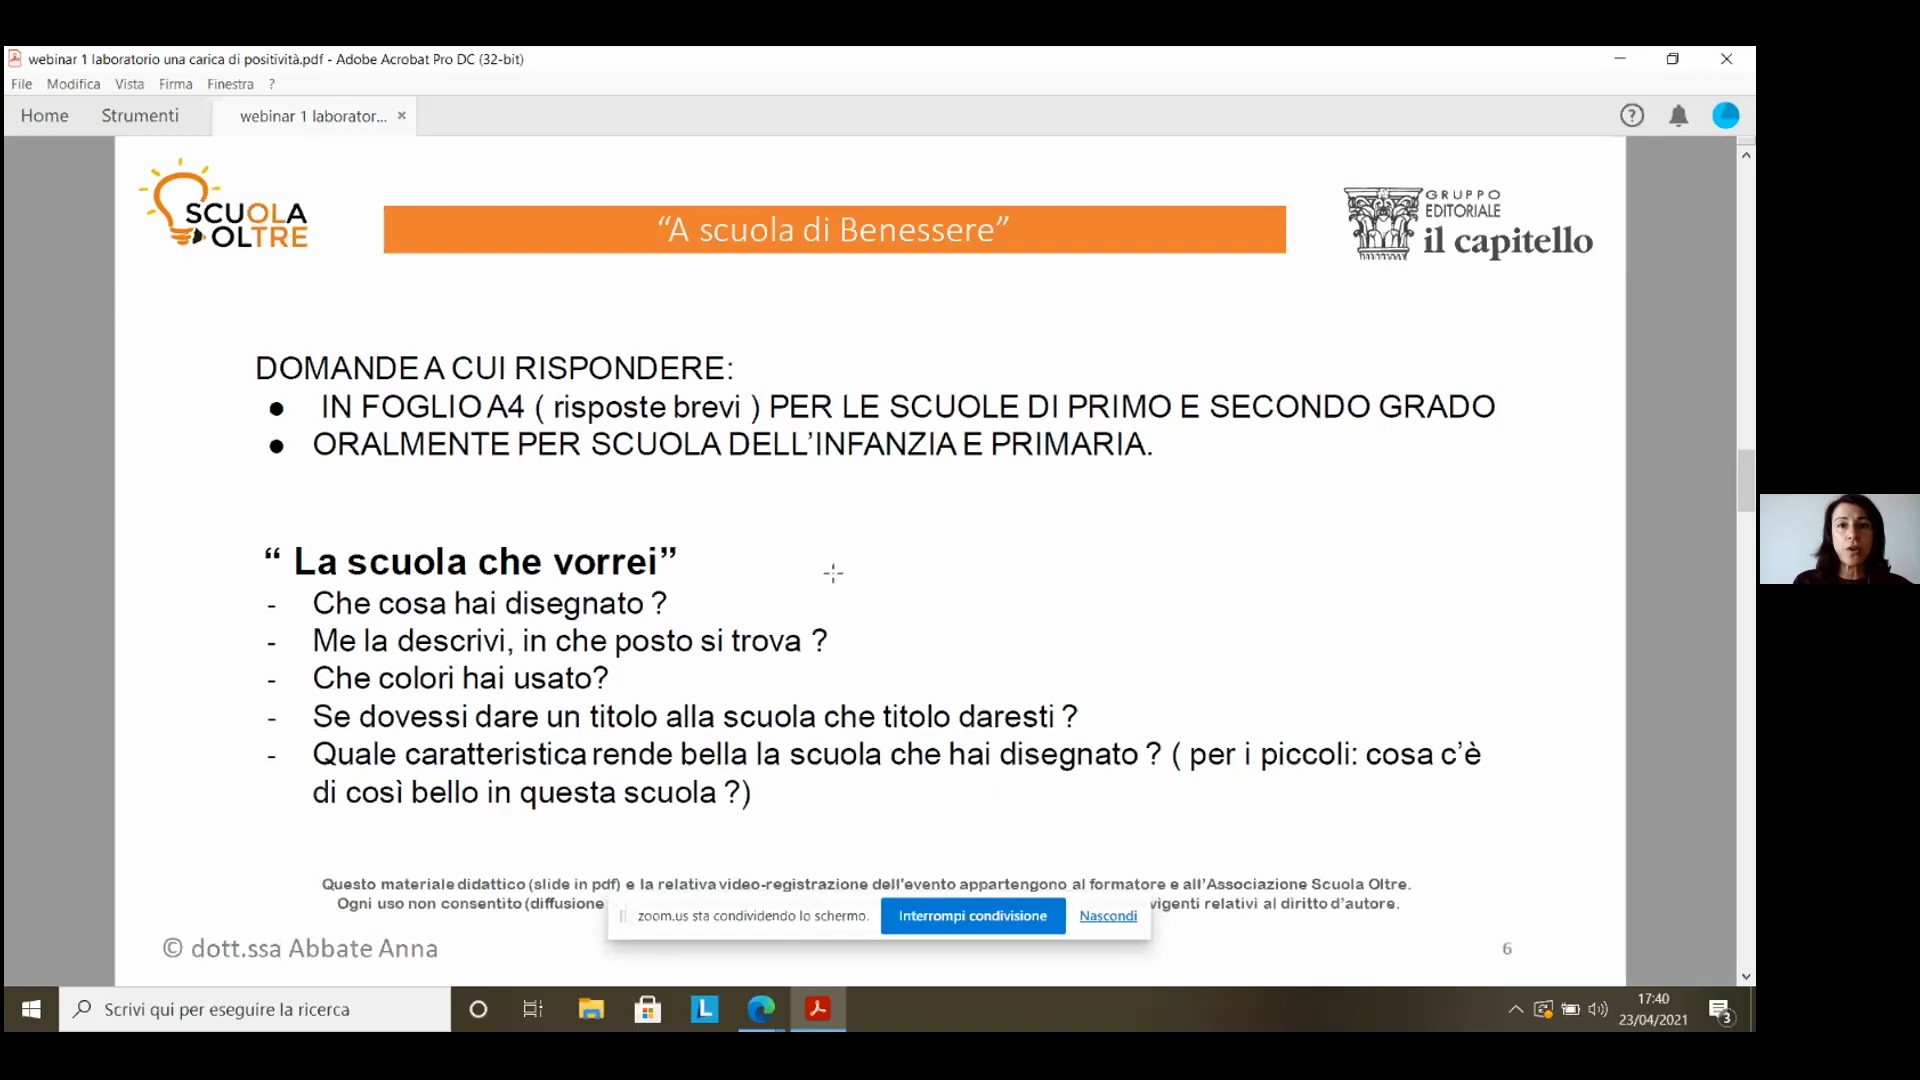 webinar 1 laboratorio una carica di positività.pdf - Adobe Acrobat Pro DC (32-bit)
File Modifica Vista Firma Finestra ?
Home Strumenti webinar 1 laborator... ×
SCUOLA
OLTRE
“A scuola di Benessere”
GRUPPO
EDITORIALE
il capitello
DOMANDE A CUI RISPONDERE:
● IN FOGLIO A4 ( risposte brevi ) PER LE SCUOLE DI PRIMO E SECONDO GRADO
● ORALMENTE PER SCUOLA DELL’INFANZIA E PRIMARIA.
“ La scuola che vorrei”
- Che cosa hai disegnato ?
- Me la descrivi, in che posto si trova ?
- Che colori hai usato?
- Se dovessi dare un titolo alla scuola che titolo daresti ?
- Quale caratteristica rende bella la scuola che hai disegnato ? ( per i piccoli: cosa c’è
di così bello in questa scuola ?)
Questo materiale didattico (slide in pdf) e la relativa video-registrazione dell’evento appartengono al formatore e all’Associazione Scuola Oltre.
Ogni uso non consentito (diffusione vigenti relativi al diritto d’autore.
zoom.us sta condividendo lo schermo. Interrompi condivisione Nascondi
© dott.ssa Abbate Anna
6
Scrivi qui per eseguire la ricerca
L
17:40
23/04/2021
3